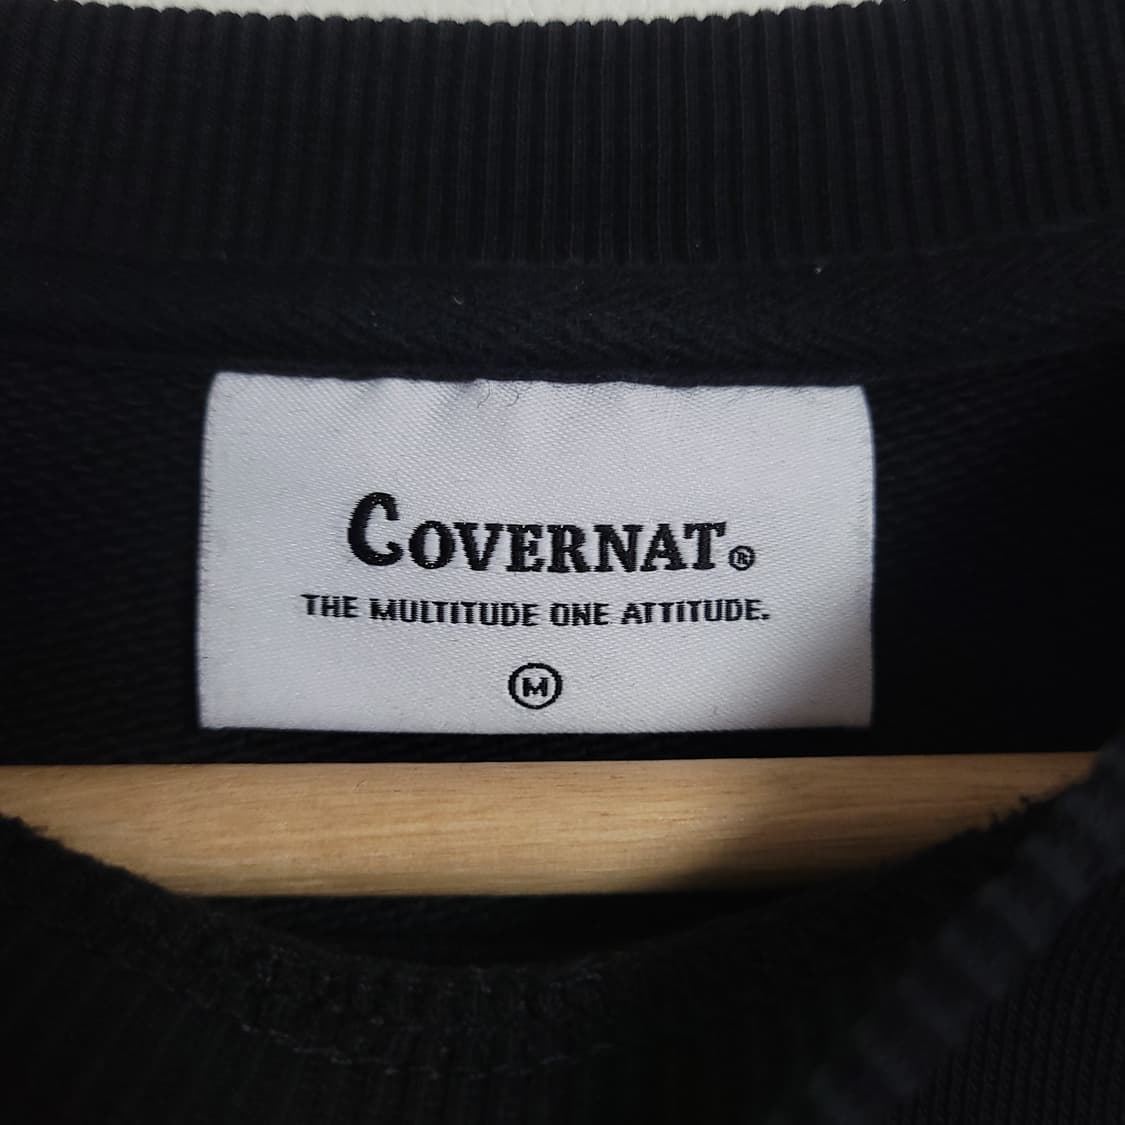 COVERNAT®
THE MULTITUDE ONE ATTITUDE.
M